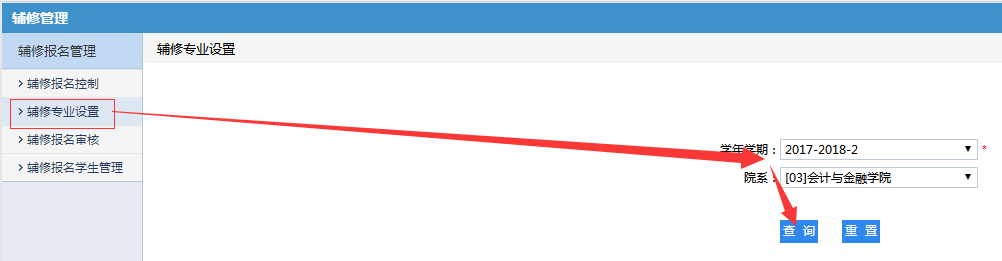 辅修管理
辅修报名管理
辅修专业设置
> 辅修报名控制
> 辅修专业设置
> 辅修报名审核
> 辅修报名学生管理
学年学期：2017-2018-2 *
院系：[03]会计与金融学院
查 询 重 置